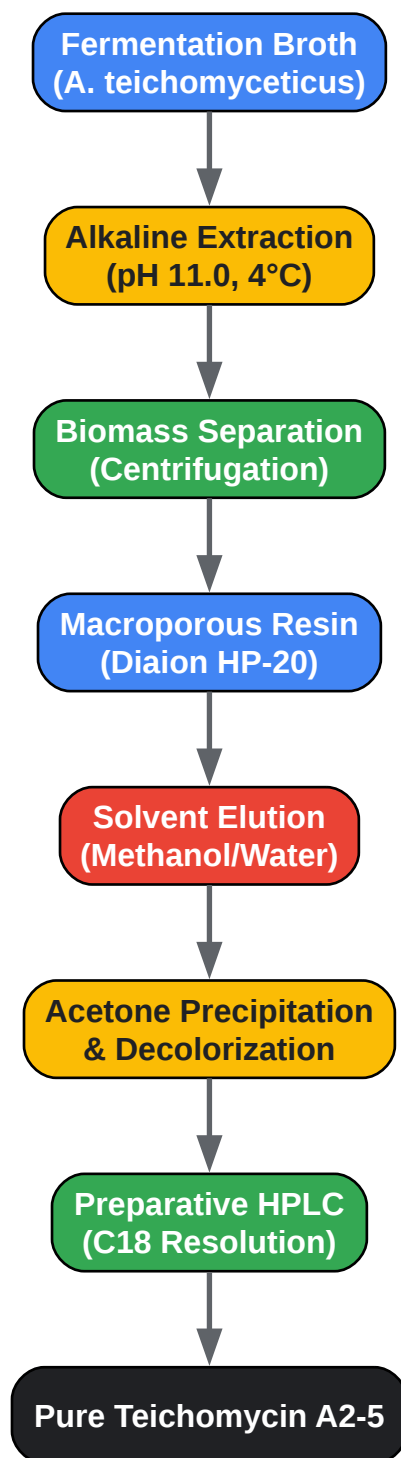 Fermentation Broth
(A. teichomyceticus)
Alkaline Extraction
(pH 11.0, 4°C)
Biomass Separation
(Centrifugation)
Macroporous Resin
(Diaion HP-20)
Solvent Elution
(Methanol/Water)
Acetone Precipitation
& Decolorization
Preparative HPLC
(C18 Resolution)
Pure Teichomycin A2-5